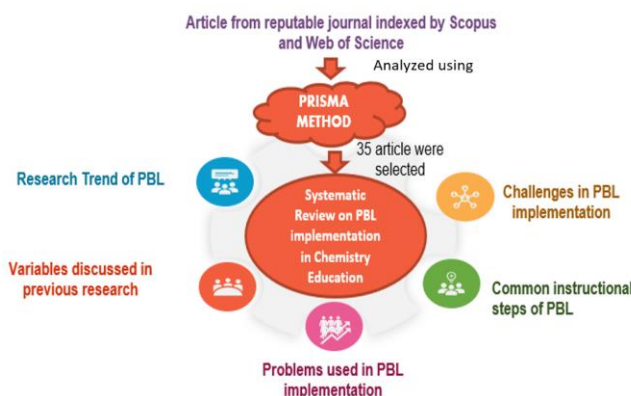 Article from reputable journal indexed by Scopus
and Web of Science
Analyzed using
PRISMA
METHOD
35 article were
selected
Research Trend of PBL
Systematic
Review on PBL
implementation
in Chemistry
Education
Challenges in PBL
implementation
Variables discussed in
previous research
Common instructional
steps of PBL
Problems used in PBL
implementation